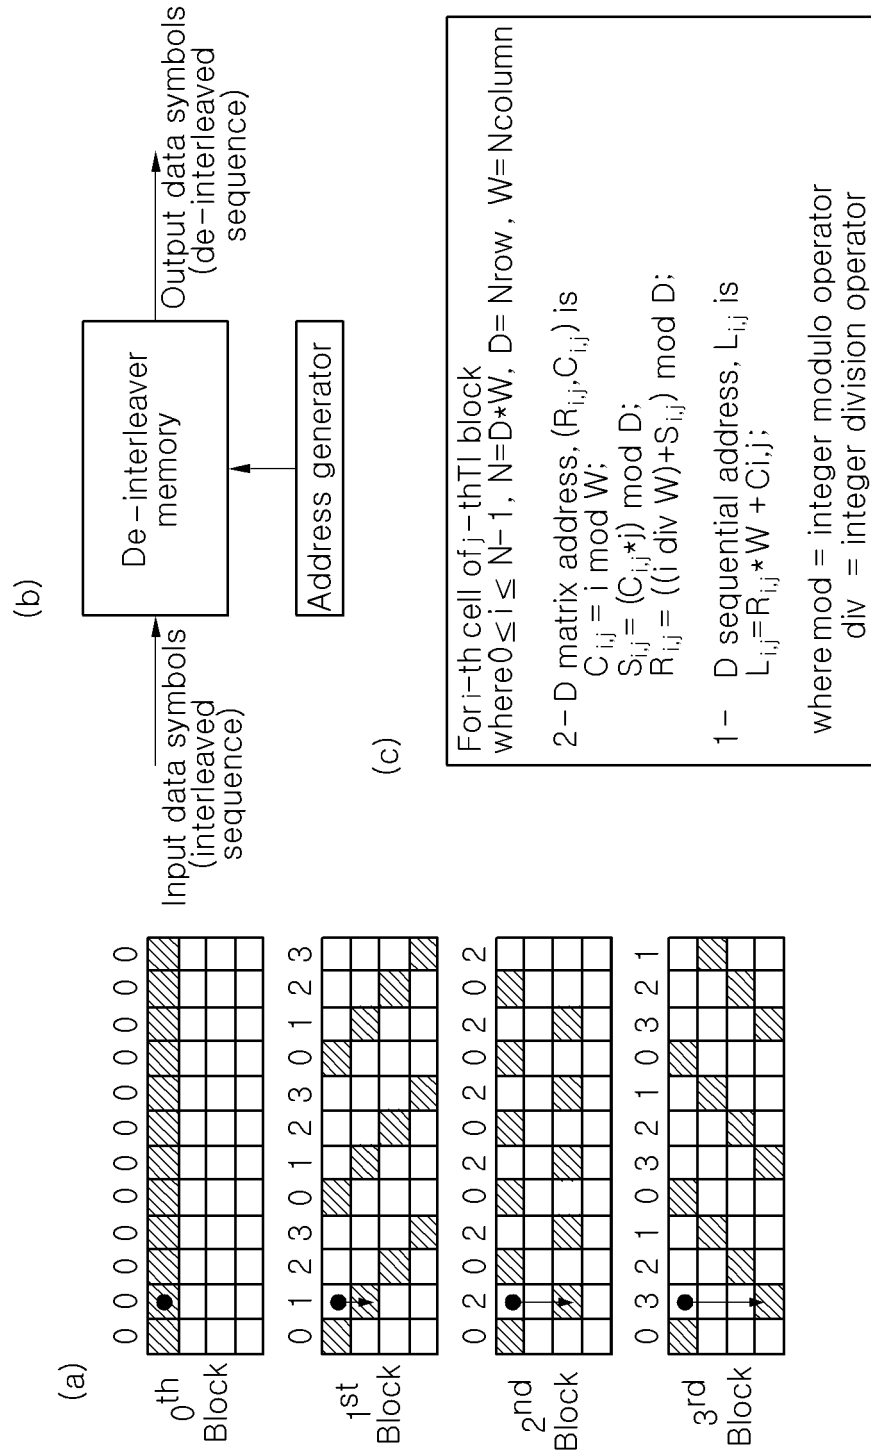 (a)
0 0 0 0 0 0 0 0 0 0 0 0
0th
Block
0 1 2 3 0 1 2 3 0 1 2 3
1st
Block
0 2 0 2 0 2 0 2 0 2 0 2
2nd
Block
0 3 2 1 0 3 2 1 0 3 2 1
3rd
Block
(b)
Input data symbols
(interleaved
sequence)
De-interleaver
memory
Output data symbols
(de-interleaved
sequence)
Address generator
(c)
For i-th cell of j-thTI block
where 0≤i≤ N-1, N=D*W, D= Nrow, W= Ncolumn
2-D matrix address, (Ri,j,Ci,j) is
Ci,j= i mod W;
Si,j= (Ci,j*j) mod D;
Ri,j= ((i div W)+Si,j) mod D;
1- D sequential address, Li,j is
Li,j=Ri,j*W +Ci,j;
where mod = integer modulo operator
div = integer division operator